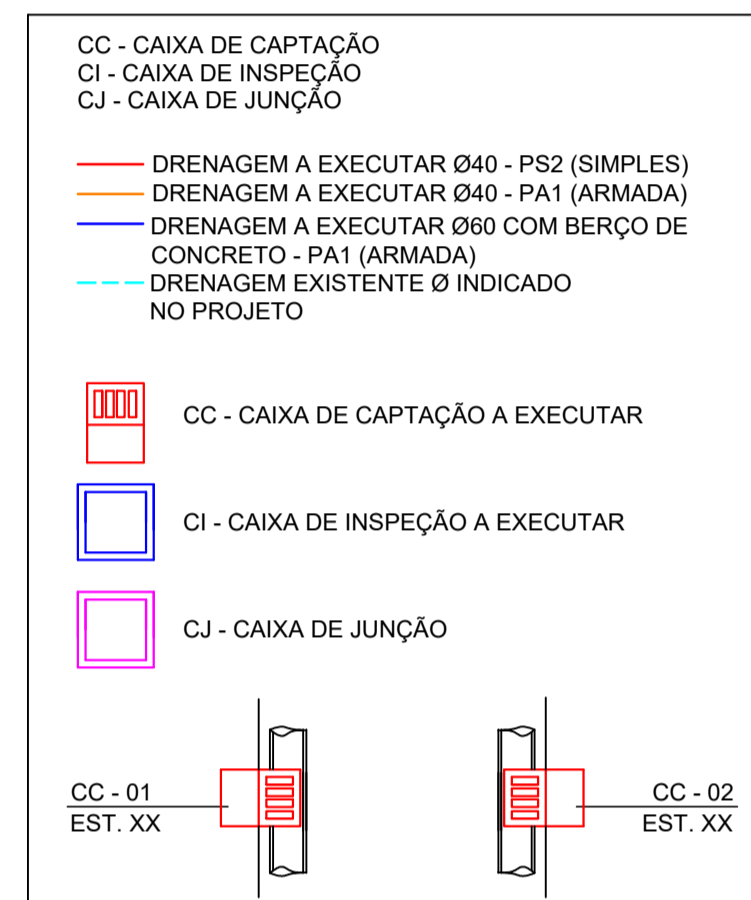 CC - CAIXA DE CAPTAÇÃO
CI - CAIXA DE INSPEÇÃO
CJ - CAIXA DE JUNÇÃO
DRENAGEM A EXECUTAR Ø40 - PS2 (SIMPLES)
DRENAGEM A EXECUTAR Ø40 - PA1 (ARMADA)
DRENAGEM A EXECUTAR Ø60 COM BERÇO DE
CONCRETO - PA1 (ARMADA)
DRENAGEM EXISTENTE Ø INDICADO
NO PROJETO
CC - CAIXA DE CAPTAÇÃO A EXECUTAR
CI - CAIXA DE INSPEÇÃO A EXECUTAR
CJ - CAIXA DE JUNÇÃO
CC - 01
EST. XX
CC - 02
EST. XX